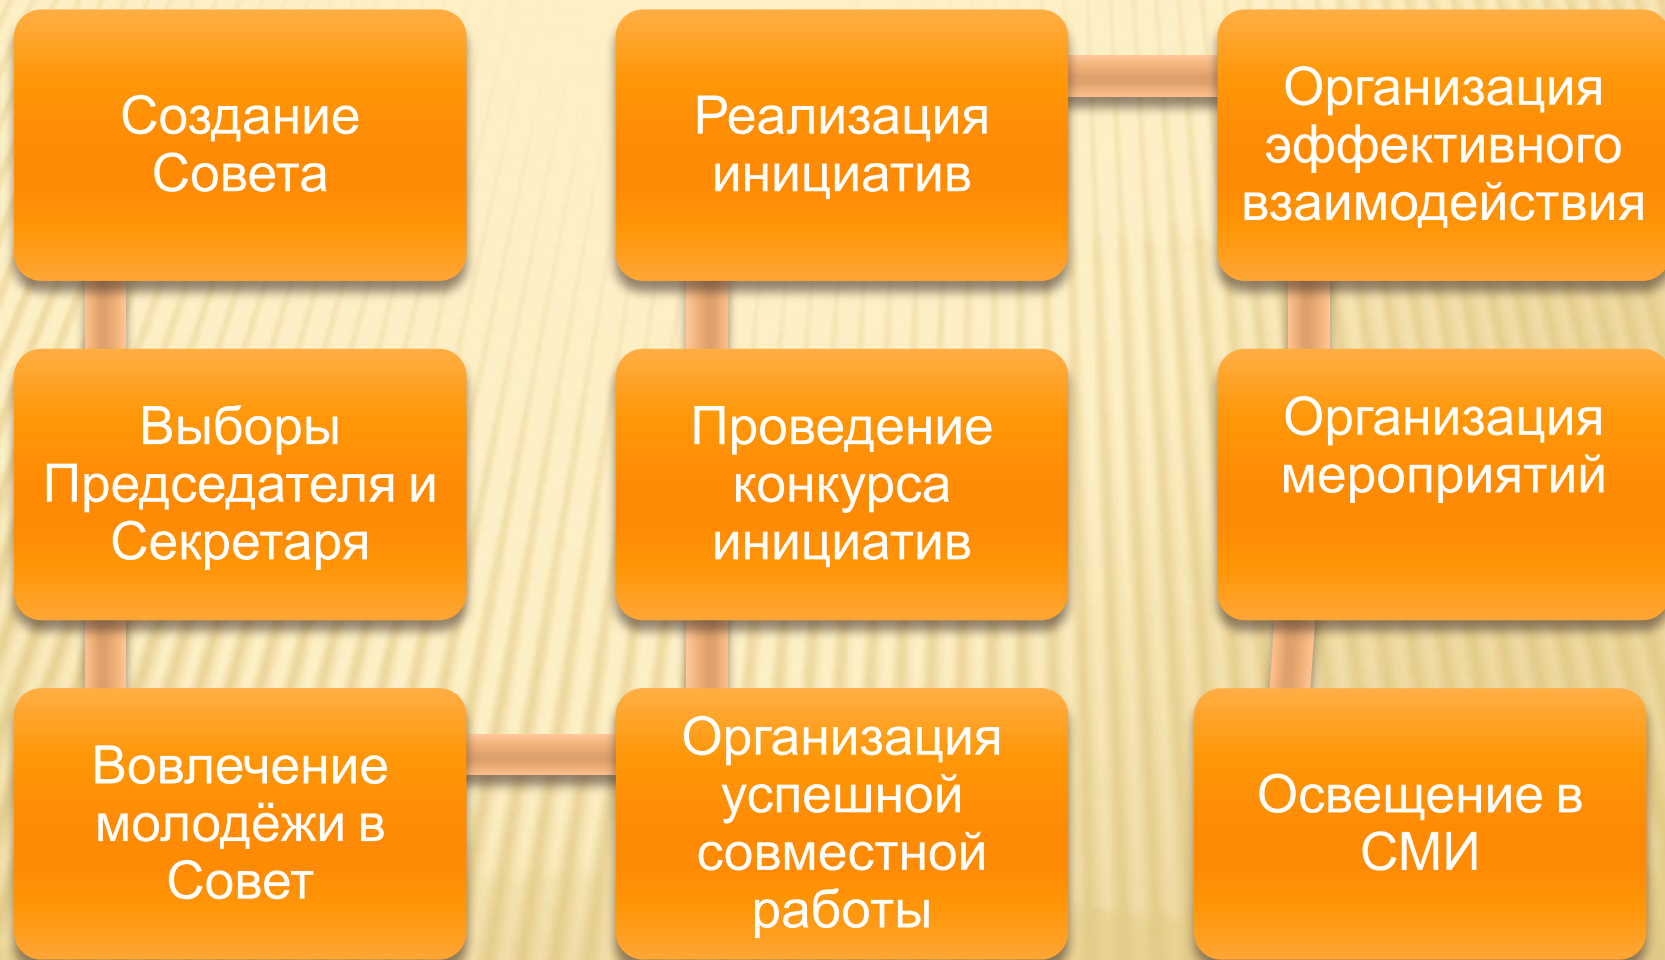 Создание
Совета
Выборы
Председателя и
Секретаря
Вовлечение
молодёжи в
Совет
Организация
успешной
совместной
работы
Проведение
конкурса
инициатив
Реализация
инициатив
Организация
эффективного
взаимодействия
Организация
мероприятий
Освещение в
СМИ